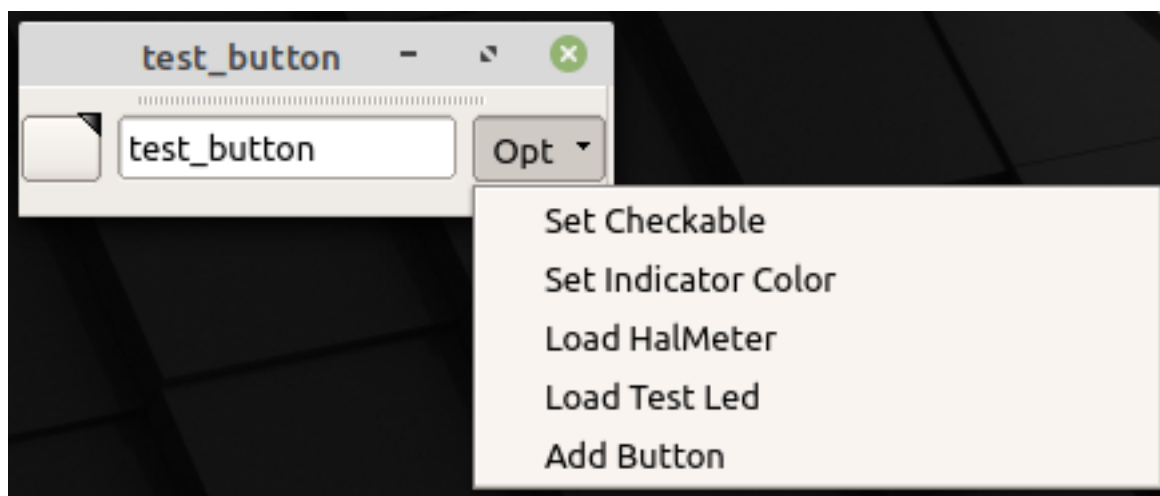 test_button
test_button
Opt
Set Checkable
Set Indicator Color
Load HalMeter
Load Test Led
Add Button